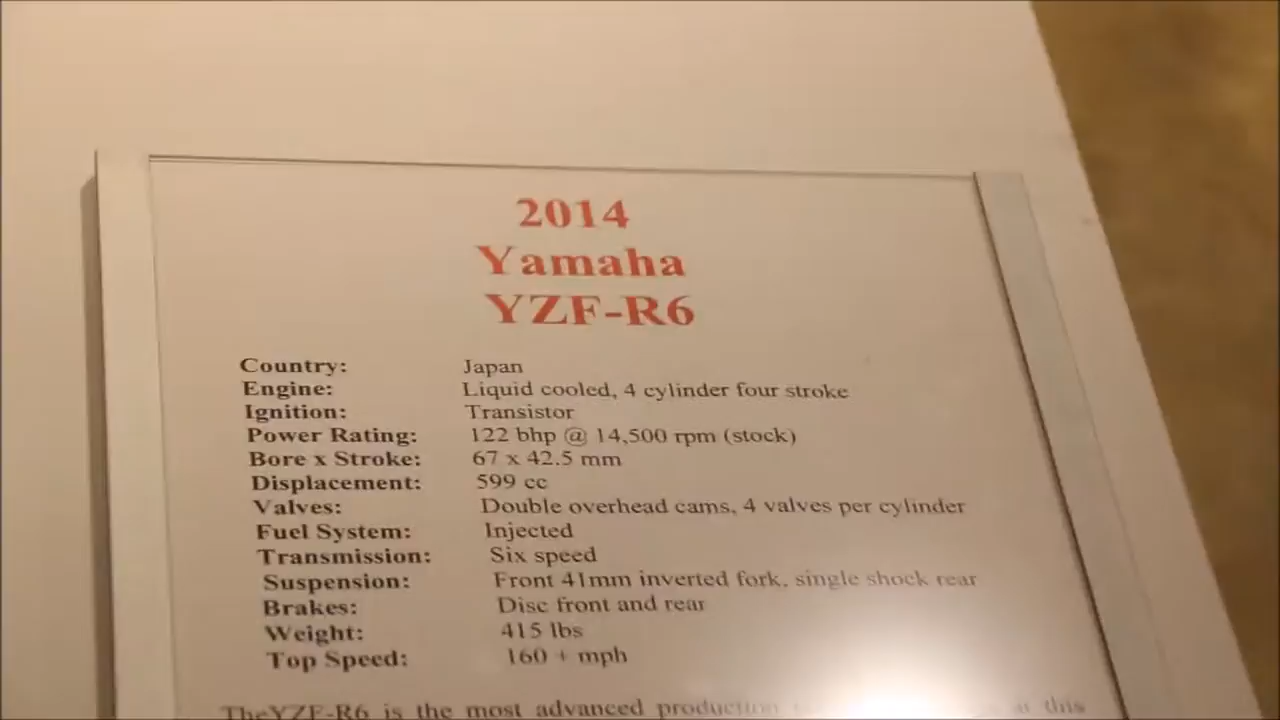 2014
Yamaha
YZF-R6
Country: Japan
Engine: Liquid cooled, 4 cylinder four stroke
Ignition: Transistor
Power Rating: 122 bhp @ 14,500 rpm (stock)
Bore x Stroke: 67 x 42.5 mm
Displacement: 599 cc
Valves: Double overhead cams, 4 valves per cylinder
Fuel System: Injected
Transmission: Six speed
Suspension: Front 41mm inverted fork, single shock rear
Brakes: Disc front and rear
Weight: 415 lbs
Top Speed: 160 + mph
TheYZF-R6 is the most advanced production this